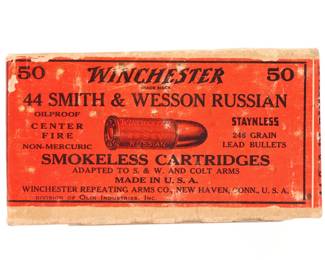 50 WINCHESTER 50
TRADE MARK
44 SMITH & WESSON RUSSIAN
OILPROOF
CENTER
FIRE
NON-MERCURIC
STAYNLESS
246 GRAIN
LEAD BULLETS
RUSSIAN
SMOKELESS CARTRIDGES
ADAPTED TO S. & W. AND COLT ARMS
MADE IN U.S.A.
WINCHESTER REPEATING ARMS CO., NEW HAVEN, CONN., U.S.A.
DIVISION OF OLIN INDUSTRIES, INC.